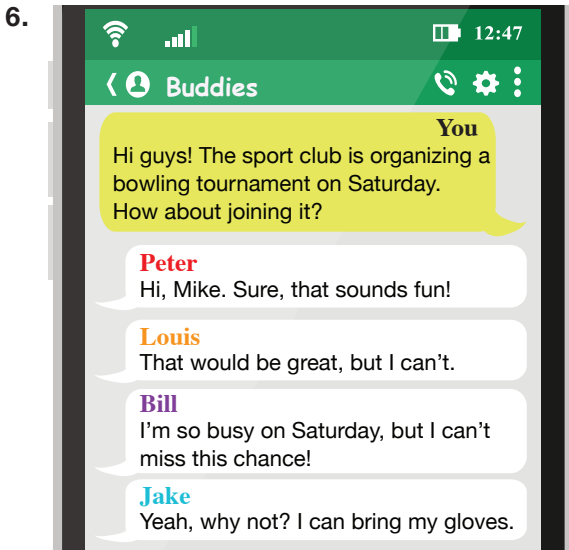 6.
12:47
Buddies
You
Hi guys! The sport club is organizing a
bowling tournament on Saturday.
How about joining it?
Peter
Hi, Mike. Sure, that sounds fun!
Louis
That would be great, but I can’t.
Bill
I’m so busy on Saturday, but I can’t
miss this chance!
Jake
Yeah, why not? I can bring my gloves.